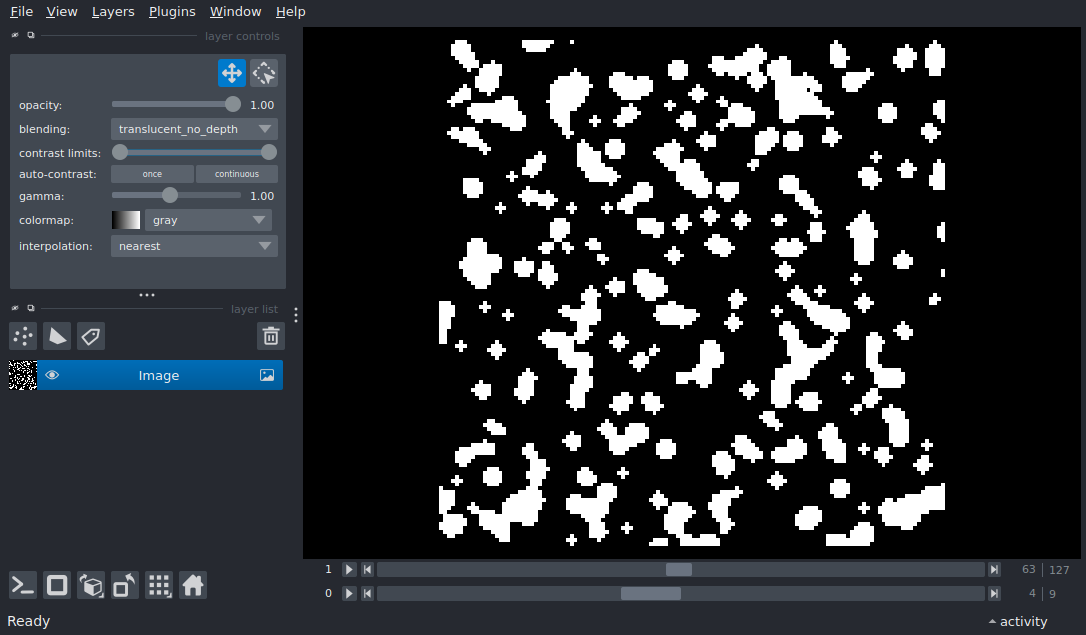 File View Layers Plugins Window Help
layer controls
opacity: 1.00
blending: translucent_no_depth
contrast limits:
auto-contrast: once continuous
gamma: 1.00
colormap: gray
interpolation: nearest
layer list
Image
1 63 127
0 4 9
Ready activity